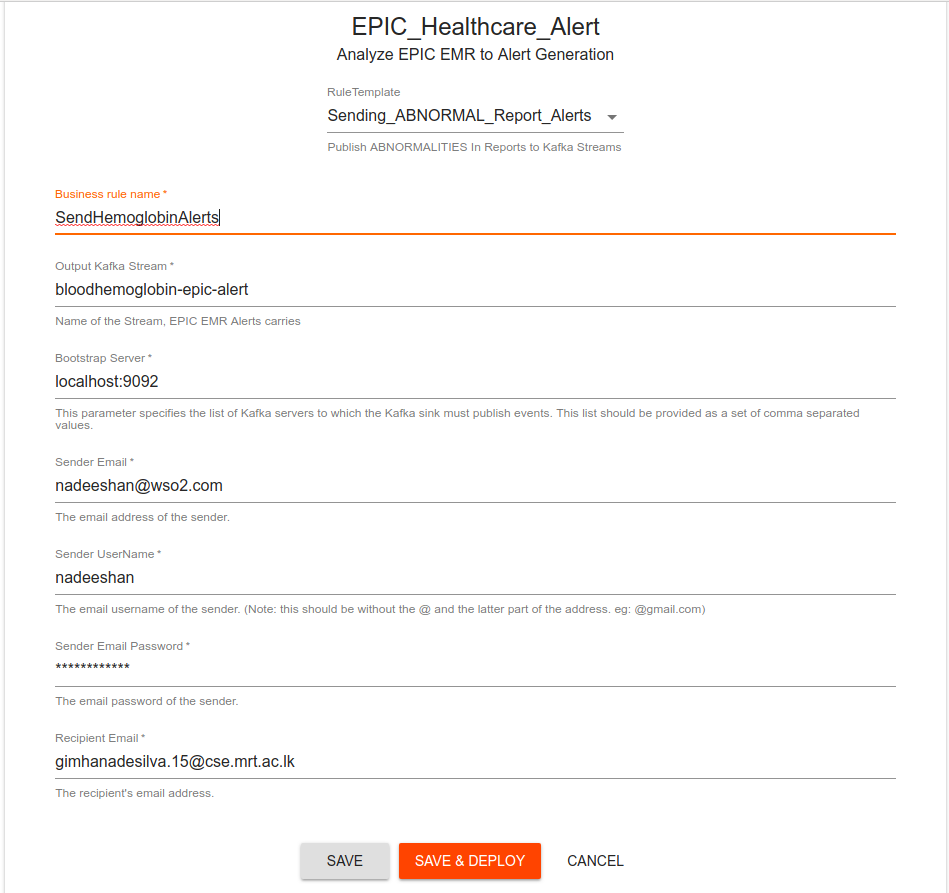 EPIC_Healthcare_Alert
Analyze EPIC EMR to Alert Generation
RuleTemplate
Sending_ABNORMAL_Report_Alerts
Publish ABNORMALITIES In Reports to Kafka Streams
Business rule name *
SendHemoglobinAlerts
Output Kafka Stream *
bloodhemoglobin-epic-alert
Name of the Stream, EPIC EMR Alerts carries
Bootstrap Server *
localhost:9092
This parameter specifies the list of Kafka servers to which the Kafka sink must publish events. This list should be provided as a set of comma separated
values.
Sender Email *
nadeeshan@wso2.com
The email address of the sender.
Sender UserName *
nadeeshan
The email username of the sender. (Note: this should be without the @ and the latter part of the address. eg: @gmail.com)
Sender Email Password *
************
The email password of the sender.
Recipient Email *
gimhanadesilva.15@cse.mrt.ac.lk
The recipient's email address.
SAVE SAVE & DEPLOY CANCEL